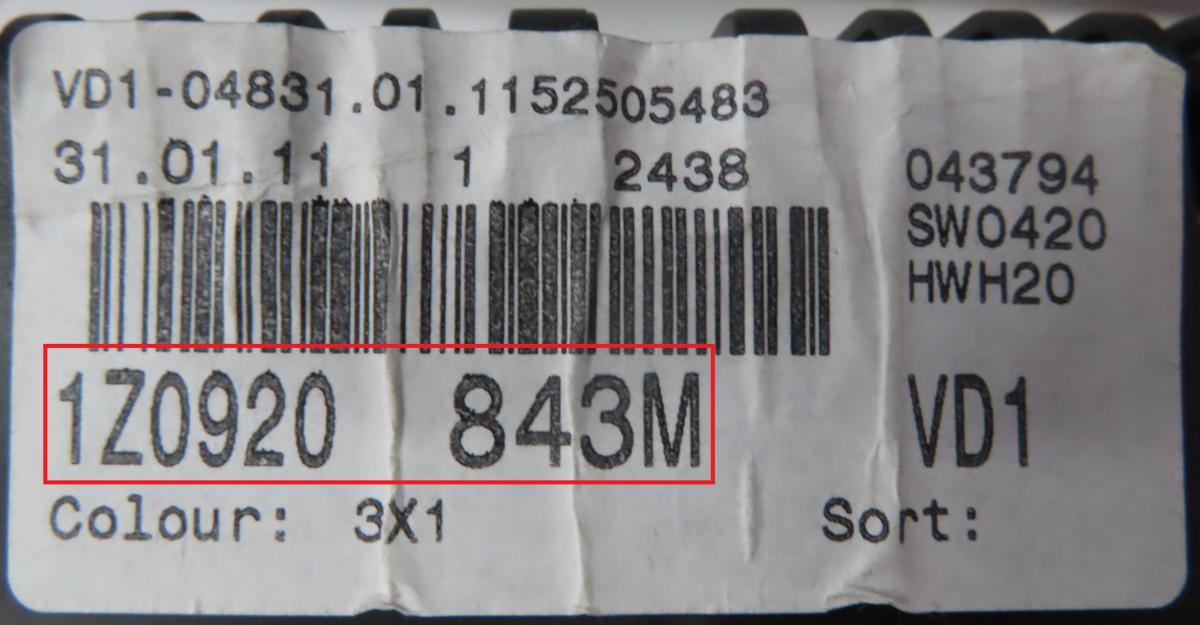 VD1-04831.01.1152505483
31.01.11 1 2438 043794
SW0420
HWH20
1Z0920 843M VD1
Colour: 3X1 Sort: